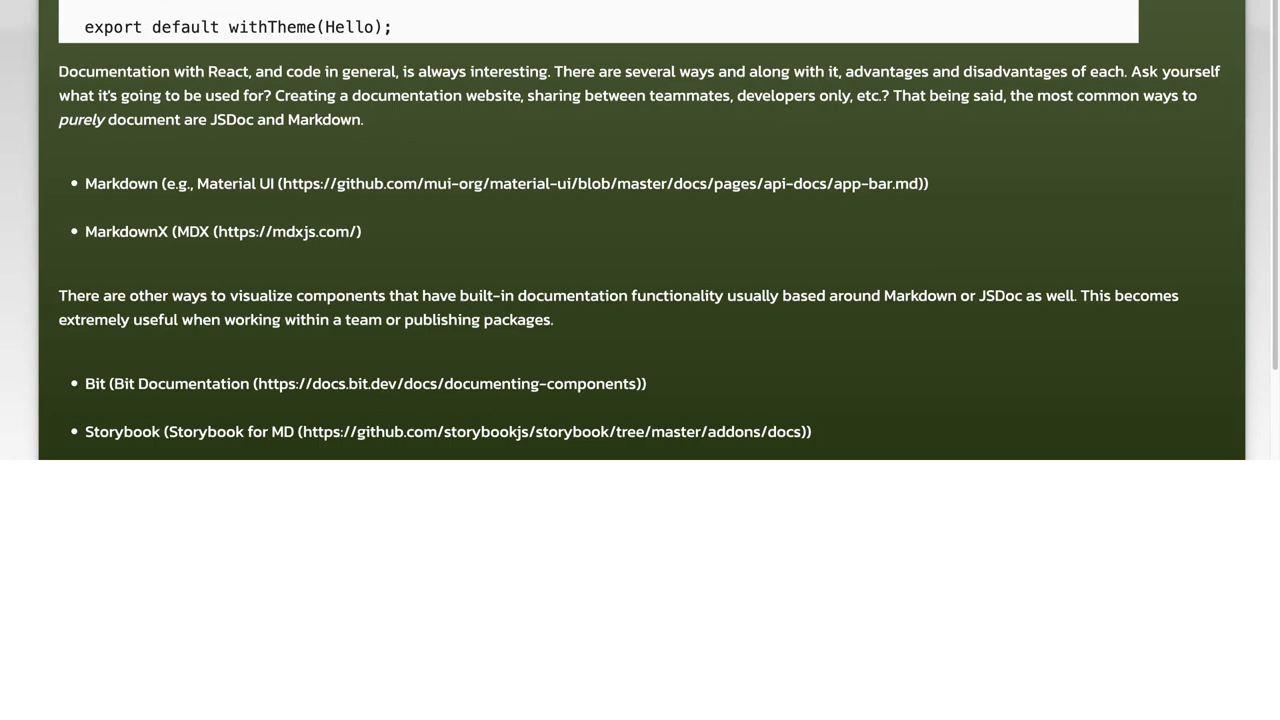 export default withTheme(Hello);
Documentation with React, and code in general, is always interesting. There are several ways and along with it, advantages and disadvantages of each. Ask yourself
what it's going to be used for? Creating a documentation website, sharing between teammates, developers only, etc.? That being said, the most common ways to
purely document are JSDoc and Markdown.
• Markdown (e.g., Material UI (https://github.com/mui-org/material-ui/blob/master/docs/pages/api-docs/app-bar.md))
• MarkdownX (MDX (https://mdxjs.com/)
There are other ways to visualize components that have built-in documentation functionality usually based around Markdown or JSDoc as well. This becomes
extremely useful when working within a team or publishing packages.
• Bit (Bit Documentation (https://docs.bit.dev/docs/documenting-components))
• Storybook (Storybook for MD (https://github.com/storybookjs/storybook/tree/master/addons/docs))